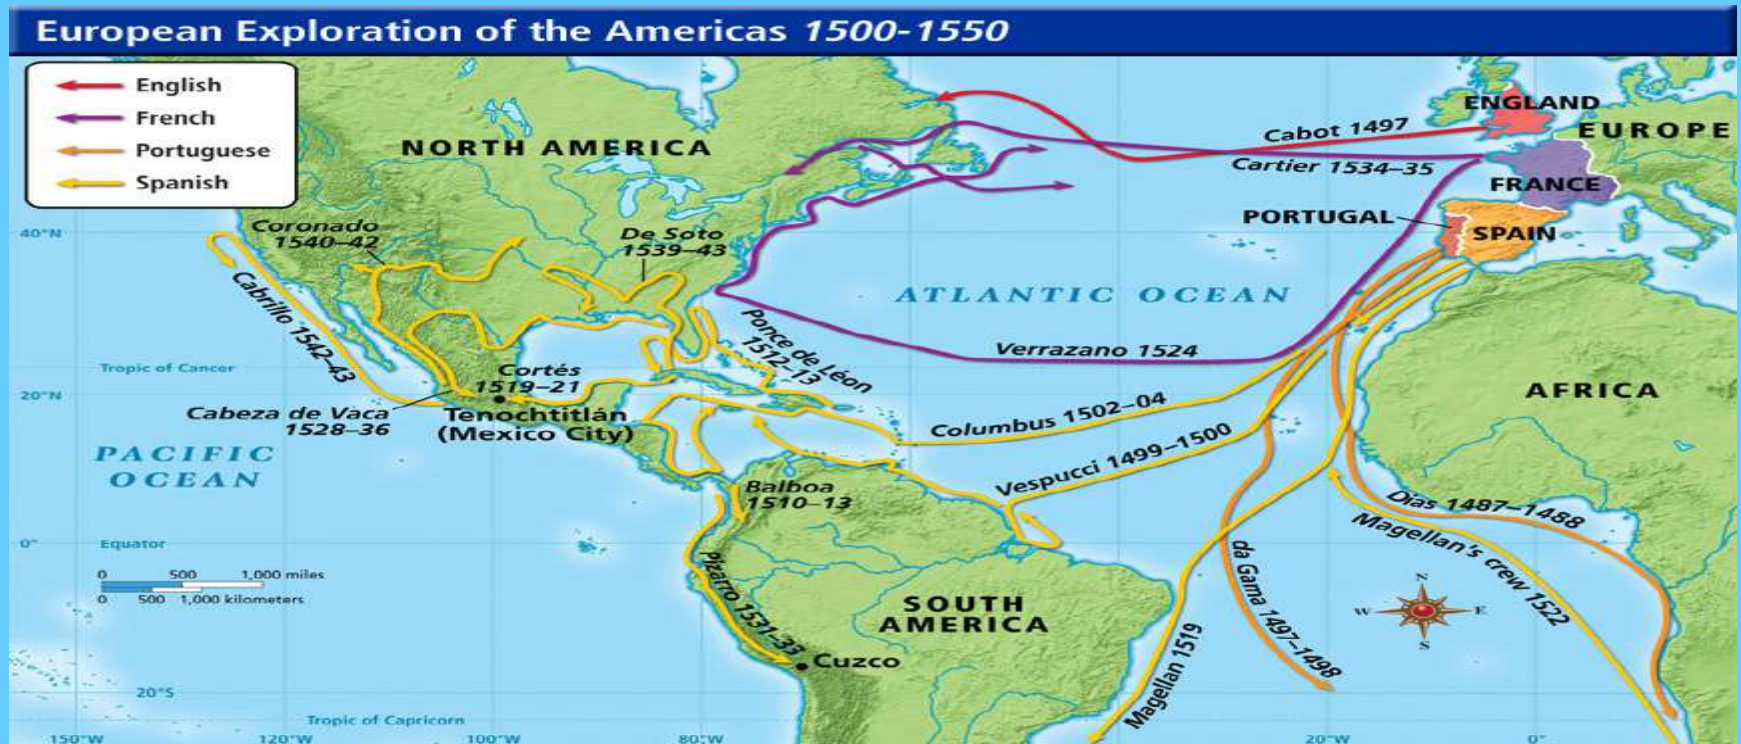 European Exploration of the Americas 1500-1550
English
French
Portuguese
Spanish
NORTH AMERICA
ENGLAND
EUROPE
Cabot 1497
Cartier 1534–35
FRANCE
PORTUGAL
SPAIN
40°N
Coronado
1540–42
De Soto
1539–43
Cabrillo 1542–43
ATLANTIC OCEAN
Ponce de Léon
1512–13
Verrazano 1524
Tropic of Cancer
20°N
Cortés
1519–21
AFRICA
Cabeza de Vaca
1528–36
Tenochtitlán
(Mexico City)
Columbus 1502–04
PACIFIC
OCEAN
Vespucci 1499–1500
Balboa
1510–13
Dias 1487–1488
Magellan's crew 1522
0°
Equator
0 500 1,000 miles
0 500 1,000 kilometers
Pizarro 1531–33
da Gama 1497–1498
SOUTH
AMERICA
N
W E
S
Magellan 1519
Cuzco
20°S
Tropic of Capricorn
150°W 120°W 100°W 80°W 20°W 0°